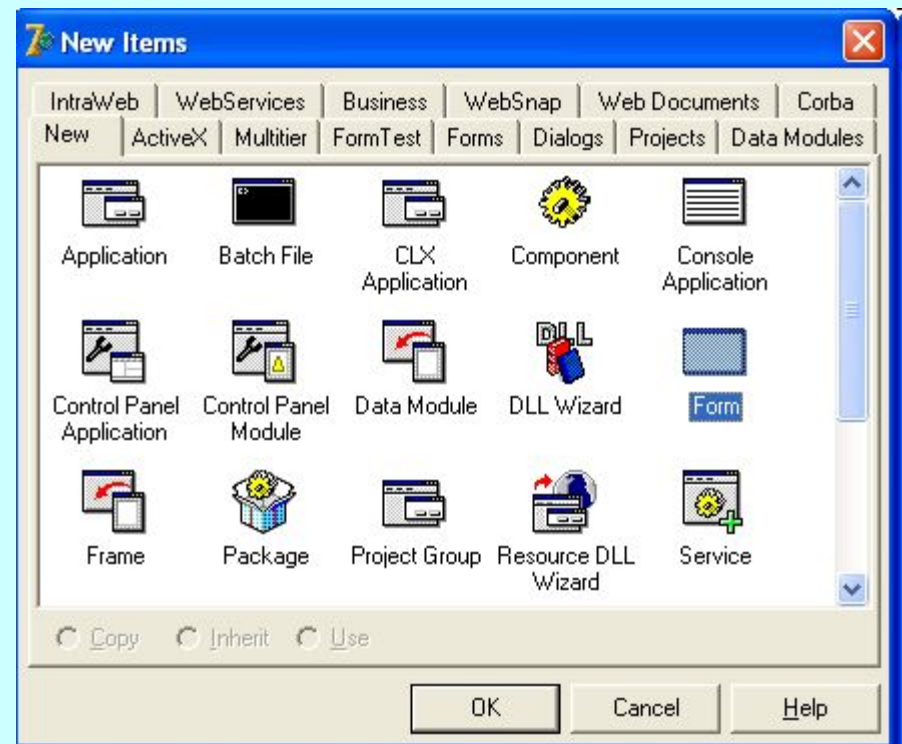 New Items
IntraWeb WebServices Business WebSnap Web Documents Corba
New ActiveX Multitier FormTest Forms Dialogs Projects Data Modules
Application Batch File CLX Application Component Console Application
Control Panel Application Control Panel Module Data Module DLL Wizard Form
Frame Package Project Group Resource DLL Wizard Service
Copy Inherit Use
OK Cancel Help